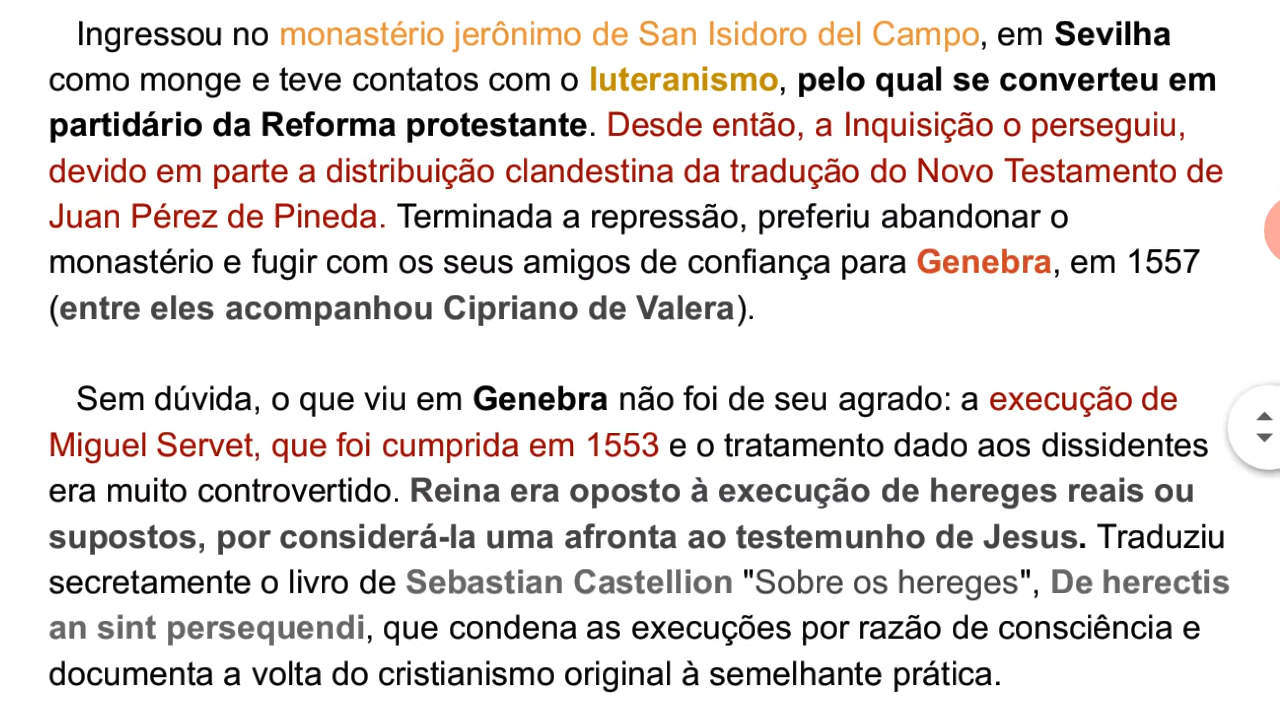 Ingressou no monastério jerônimo de San Isidoro del Campo, em Sevilha
como monge e teve contatos com o luteranismo, pelo qual se converteu em
partidário da Reforma protestante. Desde então, a Inquisição o perseguiu,
devido em parte a distribuição clandestina da tradução do Novo Testamento de
Juan Pérez de Pineda. Terminada a repressão, preferiu abandonar o
monastério e fugir com os seus amigos de confiança para Genebra, em 1557
(entre eles acompanhou Cipriano de Valera).
Sem dúvida, o que viu em Genebra não foi de seu agrado: a execução de
Miguel Servet, que foi cumprida em 1553 e o tratamento dado aos dissidentes
era muito controvertido. Reina era oposto à execução de hereges reais ou
supostos, por considerá-la uma afronta ao testemunho de Jesus. Traduziu
secretamente o livro de Sebastian Castellion "Sobre os hereges", De herectis
an sint persequendi, que condena as execuções por razão de consciência e
documenta a volta do cristianismo original à semelhante prática.